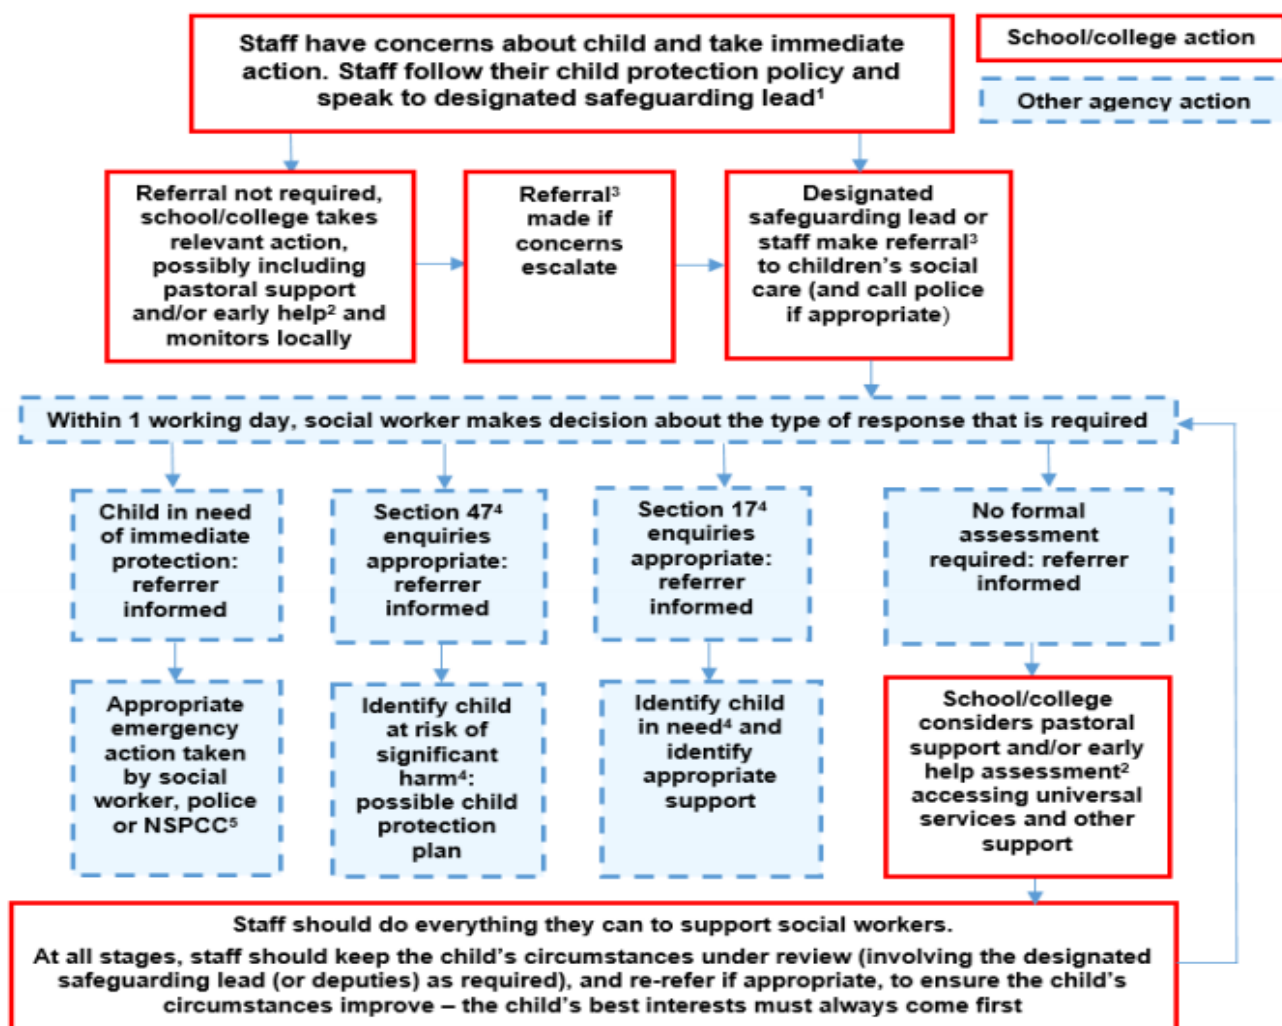 Staff have concerns about child and take immediate
action. Staff follow their child protection policy and
speak to designated safeguarding lead¹
School/college action
Other agency action
Referral not required,
school/college takes
relevant action,
possibly including
pastoral support
and/or early help² and
monitors locally
Referral³
made if
concerns
escalate
Designated
safeguarding lead or
staff make referral³
to children’s social
care (and call police
if appropriate)
Within 1 working day, social worker makes decision about the type of response that is required
Child in need
of immediate
protection:
referrer
informed
Section 47⁴
enquiries
appropriate:
referrer
informed
Section 17⁴
enquiries
appropriate:
referrer
informed
No formal
assessment
required: referrer
informed
Appropriate
emergency
action taken
by social
worker, police
or NSPCC⁵
Identify child
at risk of
significant
harm⁴:
possible child
protection
plan
Identify child
in need⁴ and
identify
appropriate
support
School/college
considers pastoral
support and/or early
help assessment²
accessing universal
services and other
support
Staff should do everything they can to support social workers.
At all stages, staff should keep the child’s circumstances under review (involving the designated
safeguarding lead (or deputies) as required), and re-refer if appropriate, to ensure the child’s
circumstances improve – the child’s best interests must always come first